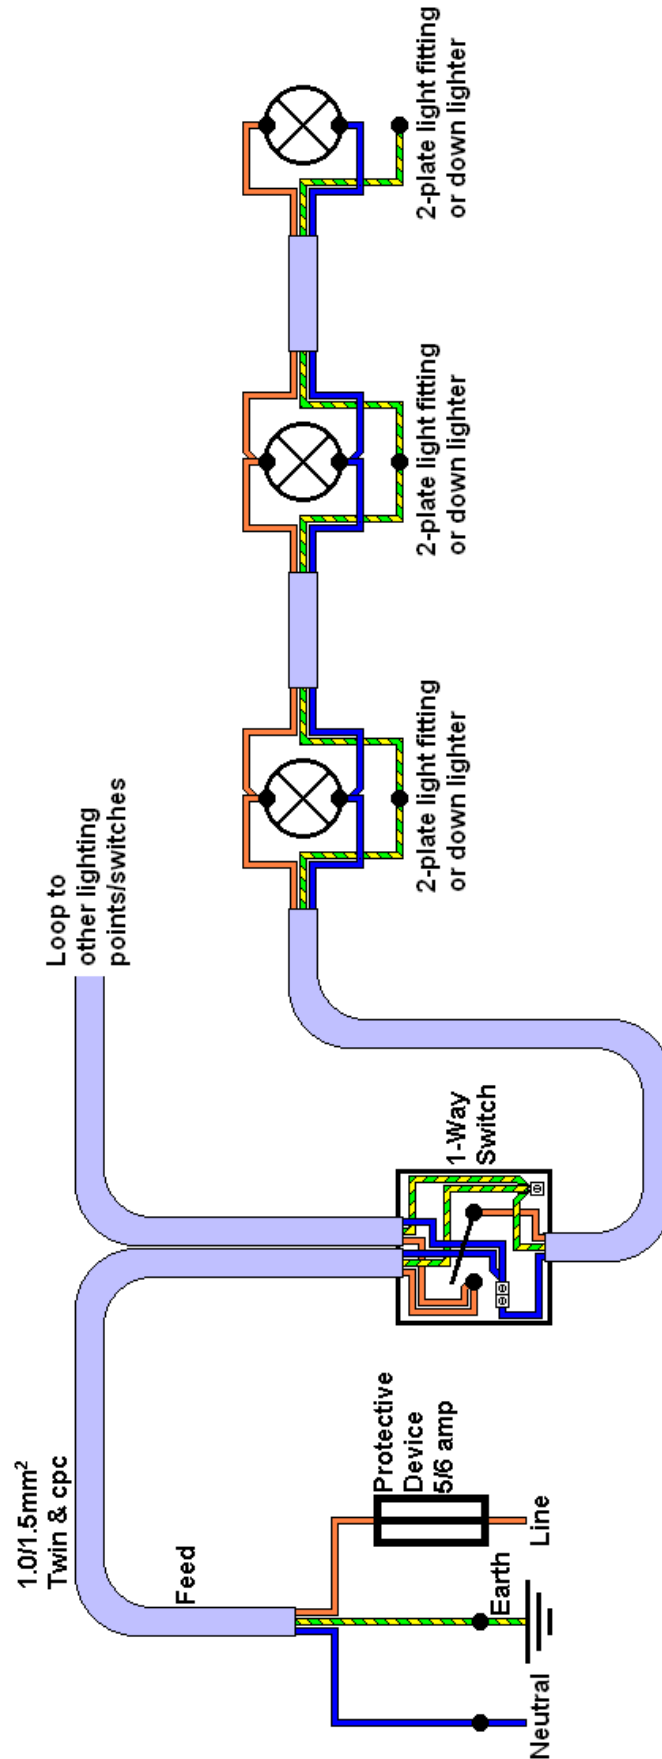 1.0/1.5mm²
Twin & cpc
Loop to
other lighting
points/switches
Feed
Protective
Device
5/6 amp
1-Way
Switch
2-plate light fitting
or down lighter
2-plate light fitting
or down lighter
2-plate light fitting
or down lighter
Neutral
Earth
Line